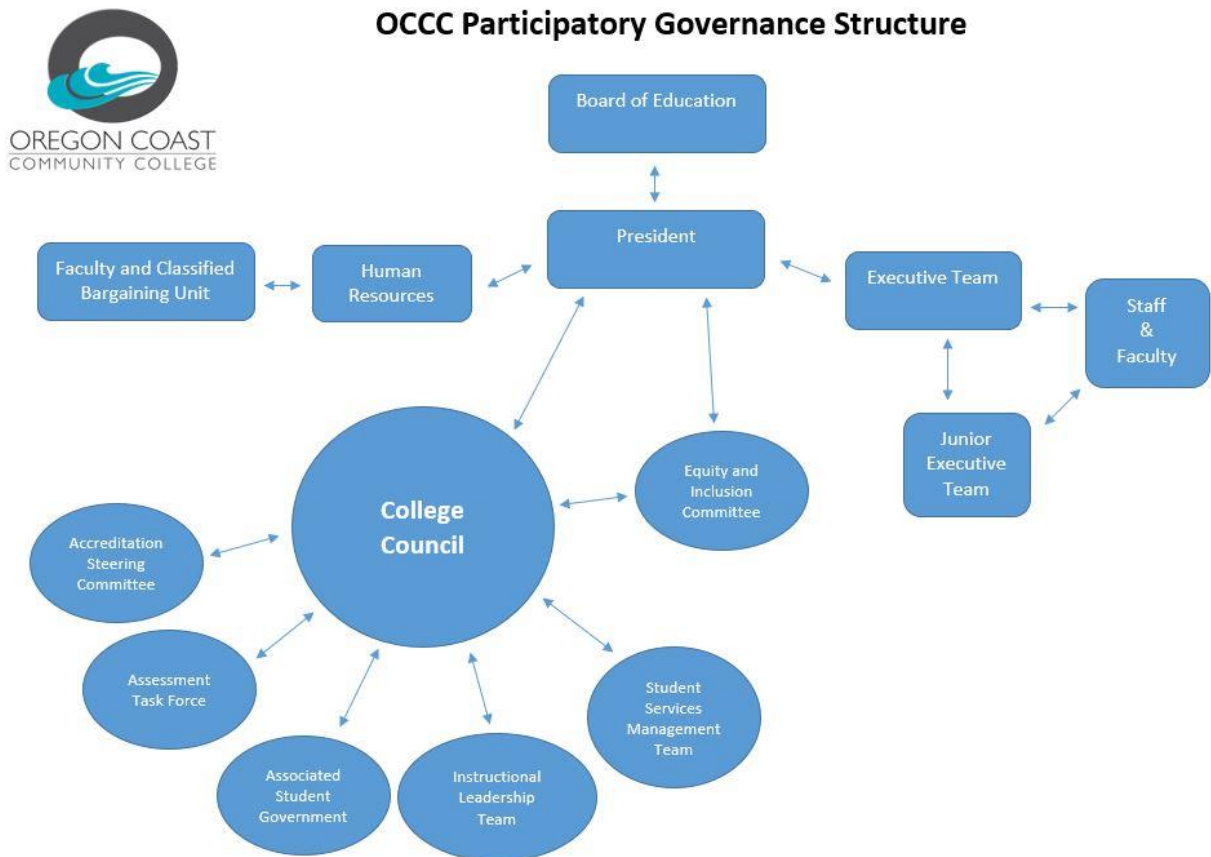 OCCC Participatory Governance Structure
OREGON COAST
COMMUNITY COLLEGE
Board of Education
President
Faculty and Classified
Bargaining Unit
Human
Resources
Executive Team
Staff
&
Faculty
Junior
Executive
Team
Equity and
Inclusion
Committee
College
Council
Accreditation
Steering
Committee
Assessment
Task Force
Associated
Student
Government
Instructional
Leadership
Team
Student
Services
Management
Team